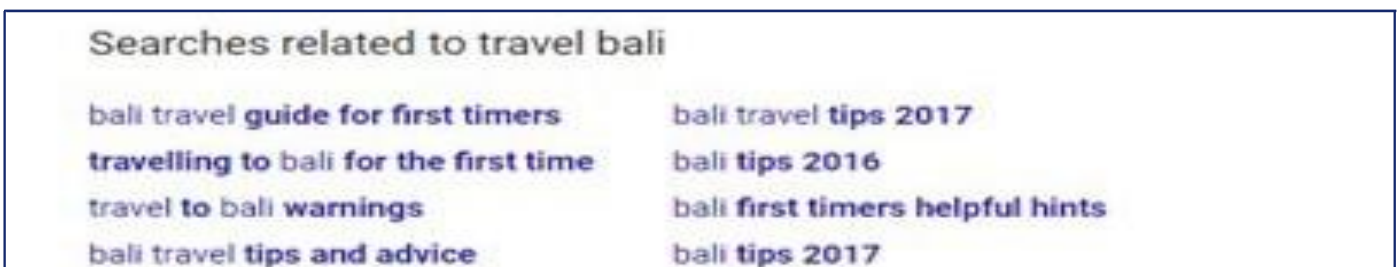 Searches related to travel bali
bali travel guide for first timers
travelling to bali for the first time
travel to bali warnings
bali travel tips and advice
bali travel tips 2017
bali tips 2016
bali first timers helpful hints
bali tips 2017